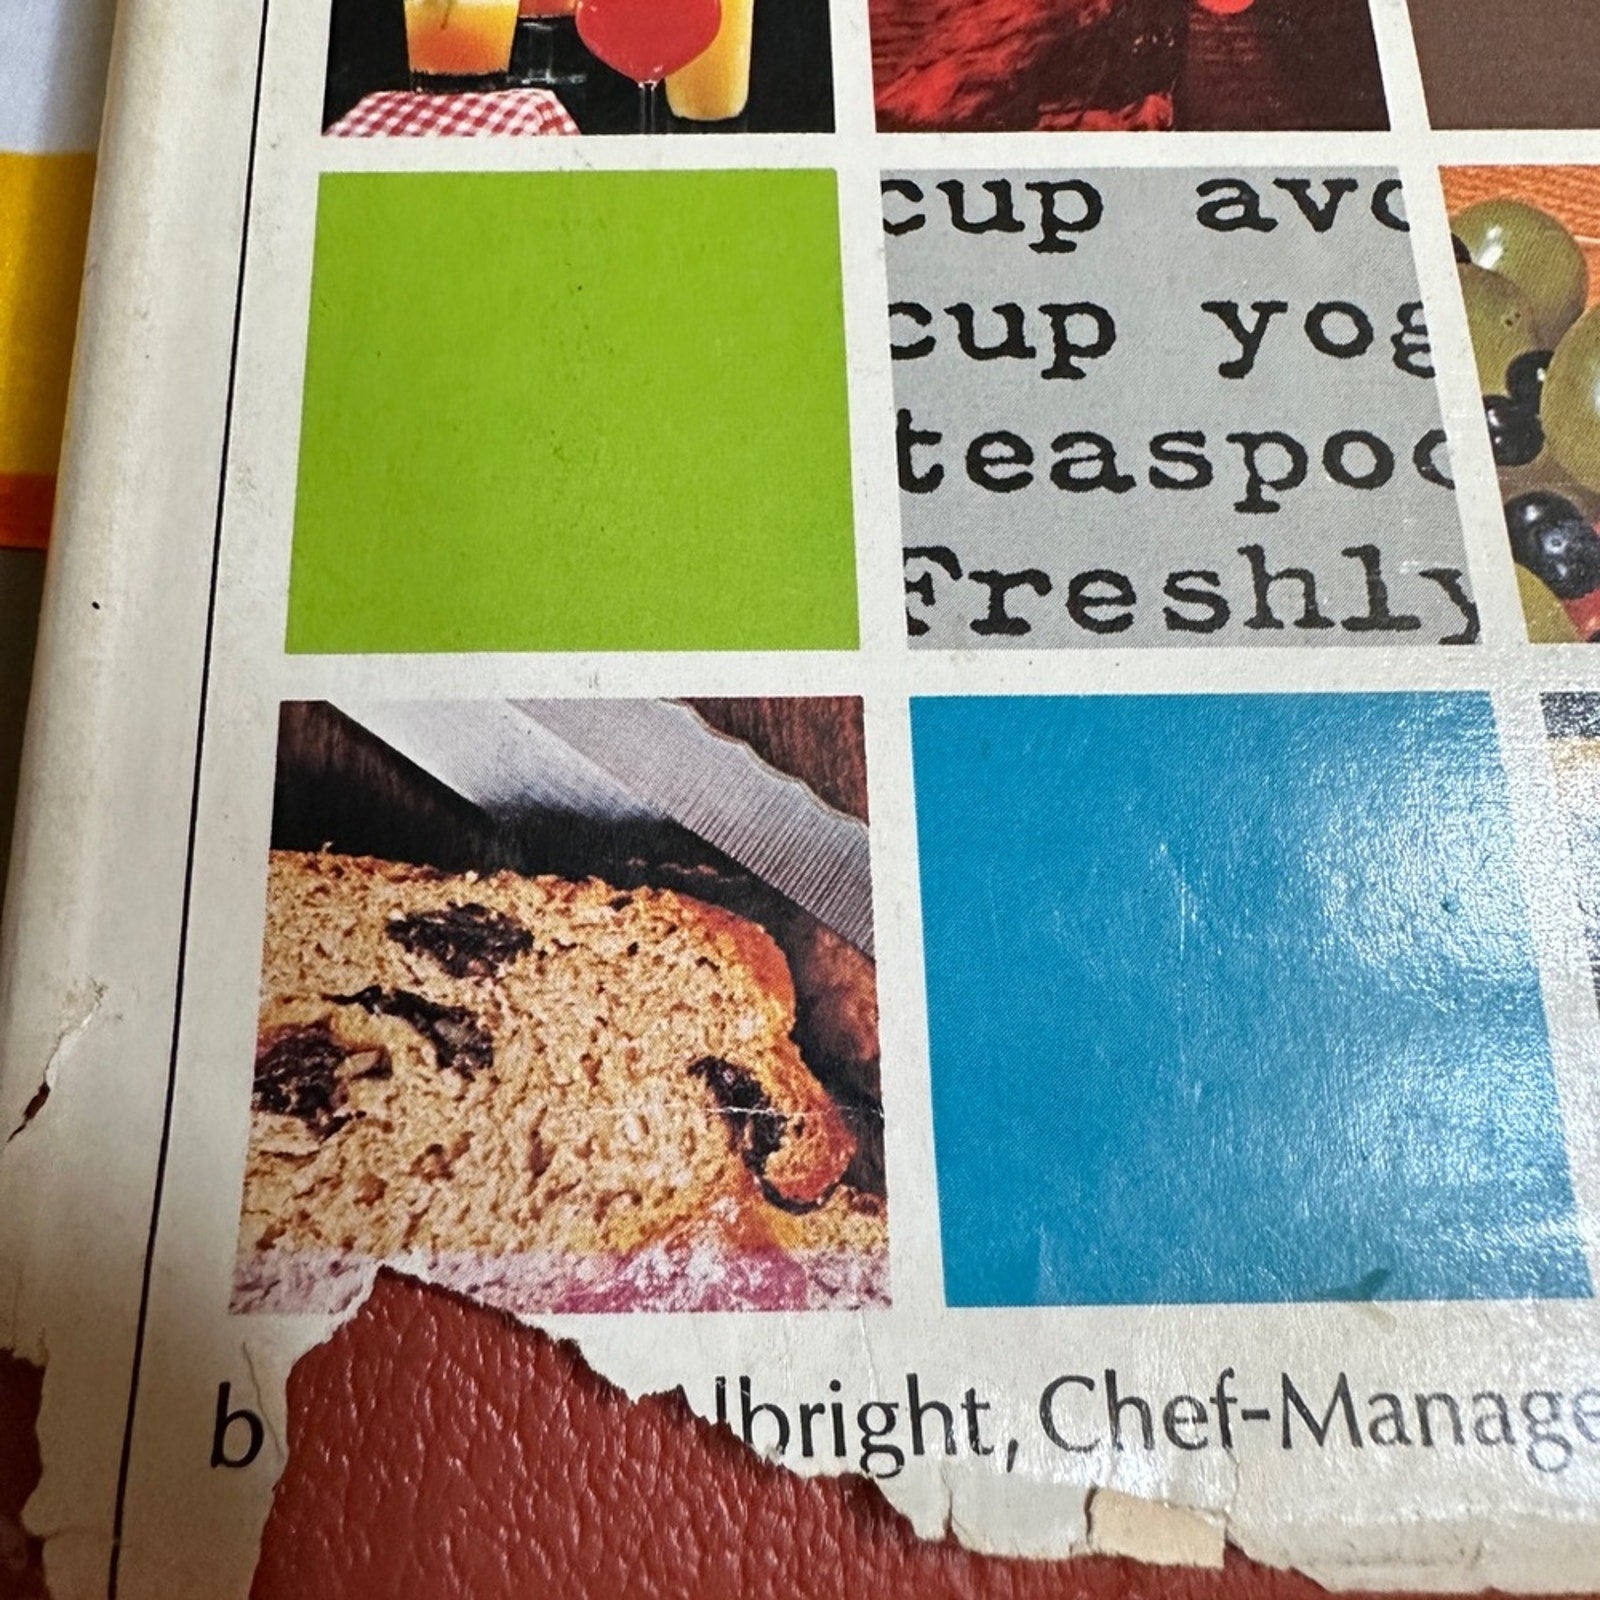 cup avo
cup yog
teaspoo
Freshly
b lbright, Chef-Manage